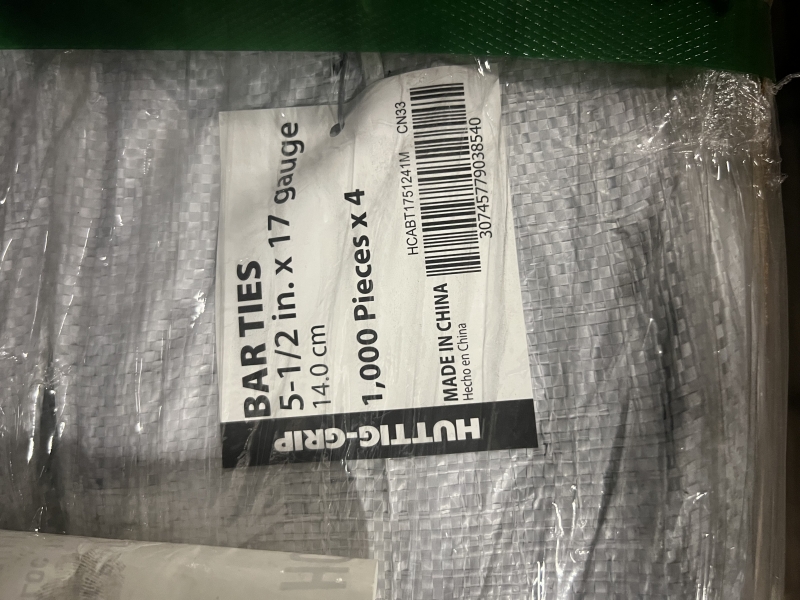 BAR TIES
5-1/2 in. x 17 gauge
14.0 cm
1,000 Pieces x 4
HCABT1751241M CN33
307457779038540
MADE IN CHINA
Hecho en China
HUTTIG-GRIP